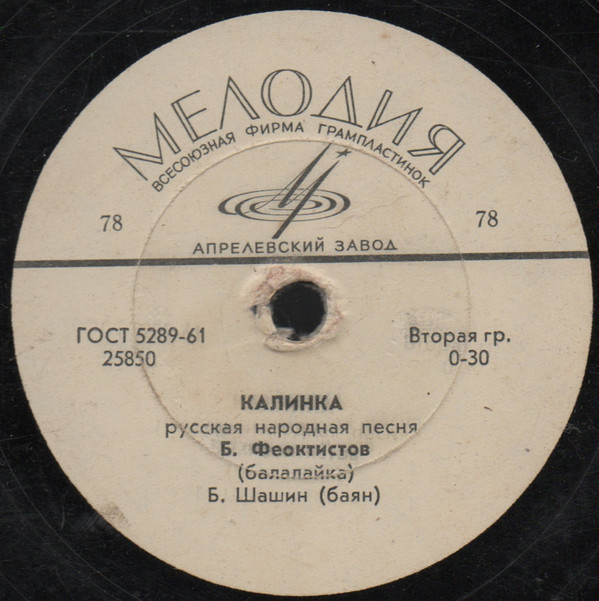 МЕЛОДИЯ
ВСЕСОЮЗНАЯ ФИРМА ГРАМПЛАСТИНОК
78 78
АПРЕЛЕВСКИЙ ЗАВОД
ГОСТ 5289-61 Вторая гр.
25850 0-30
КАЛИНКА
русская народная песня
Б. Феоктистов
(балалайка)
Б. Шашин (баян)